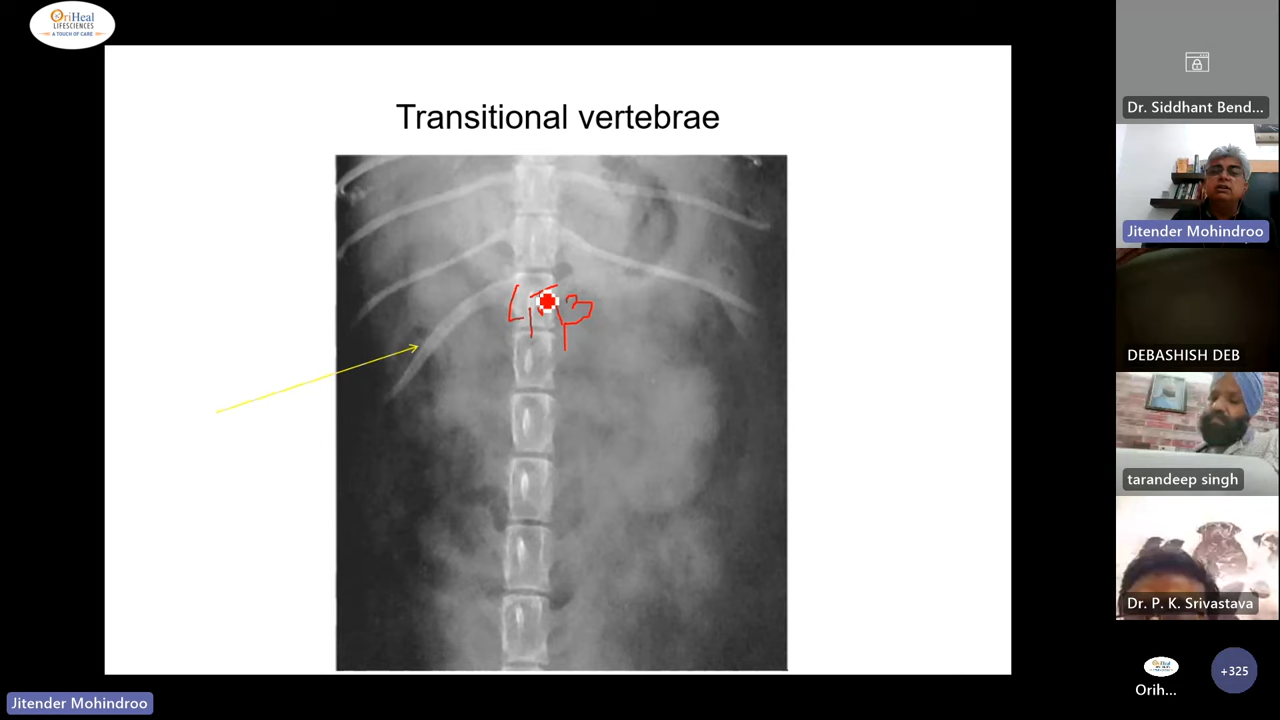 OriHeal
LIFESCIENCES
A TOUCH OF CARE
Transitional vertebrae
Dr. Siddhant Bend...
Jitender Mohindroo
DEBASHISH DEB
tarandeep singh
Dr. P. K. Srivastava
Orih...
+325
Jitender Mohindroo